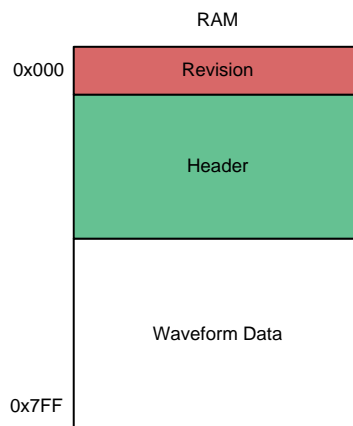 RAM
0x000
Revision
Header
Waveform Data
0x7FF